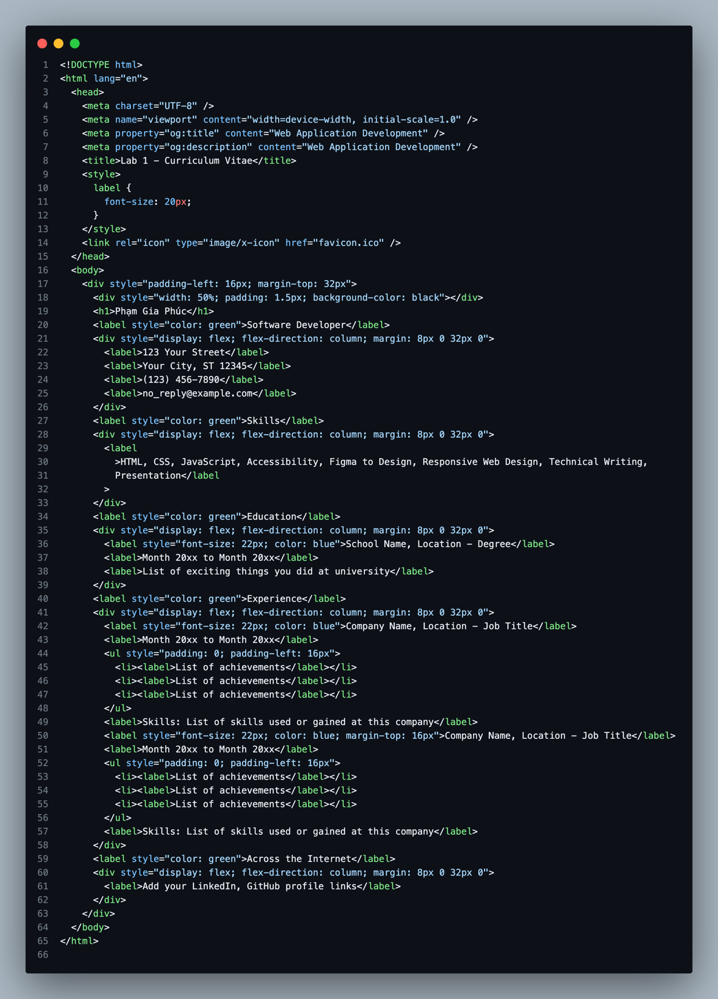 1 <!DOCTYPE html>
2 <html lang="en">
3   <head>
4     <meta charset="UTF-8" />
5     <meta name="viewport" content="width=device-width, initial-scale=1.0" />
6     <meta property="og:title" content="Web Application Development" />
7     <meta property="og:description" content="Web Application Development" />
8     <title>Lab 1 - Curriculum Vitae</title>
9     <style>
10       label {
11         font-size: 20px;
12       }
13     </style>
14     <link rel="icon" type="image/x-icon" href="favicon.ico" />
15   </head>
16   <body>
17     <div style="padding-left: 16px; margin-top: 32px">
18       <div style="width: 50%; padding: 1.5px; background-color: black"></div>
19       <h1>Phạm Gia Phúc</h1>
20       <label style="color: green">Software Developer</label>
21       <div style="display: flex; flex-direction: column; margin: 8px 0 32px 0">
22         <label>123 Your Street</label>
23         <label>Your City, ST 12345</label>
24         <label>(123) 456-7890</label>
25         <label>no_reply@example.com</label>
26       </div>
27       <label style="color: green">Skills</label>
28       <div style="display: flex; flex-direction: column; margin: 8px 0 32px 0">
29         <label
30           >HTML, CSS, JavaScript, Accessibility, Figma to Design, Responsive Web Design, Technical Writing,
31           Presentation</label
32         >
33       </div>
34       <label style="color: green">Education</label>
35       <div style="display: flex; flex-direction: column; margin: 8px 0 32px 0">
36         <label style="font-size: 22px; color: blue">School Name, Location - Degree</label>
37         <label>Month 20xx to Month 20xx</label>
38         <label>List of exciting things you did at university</label>
39       </div>
40       <label style="color: green">Experience</label>
41       <div style="display: flex; flex-direction: column; margin: 8px 0 32px 0">
42         <label style="font-size: 22px; color: blue">Company Name, Location - Job Title</label>
43         <label>Month 20xx to Month 20xx</label>
44         <ul style="padding: 0; padding-left: 16px">
45           <li><label>List of achievements</label></li>
46           <li><label>List of achievements</label></li>
47           <li><label>List of achievements</label></li>
48         </ul>
49         <label>Skills: List of skills used or gained at this company</label>
50         <label style="font-size: 22px; color: blue; margin-top: 16px">Company Name, Location - Job Title</label>
51         <label>Month 20xx to Month 20xx</label>
52         <ul style="padding: 0; padding-left: 16px">
53           <li><label>List of achievements</label></li>
54           <li><label>List of achievements</label></li>
55           <li><label>List of achievements</label></li>
56         </ul>
57         <label>Skills: List of skills used or gained at this company</label>
58       </div>
59       <label style="color: green">Across the Internet</label>
60       <div style="display: flex; flex-direction: column; margin: 8px 0 32px 0">
61         <label>Add your LinkedIn, GitHub profile links</label>
62       </div>
63     </div>
64   </body>
65 </html>
66